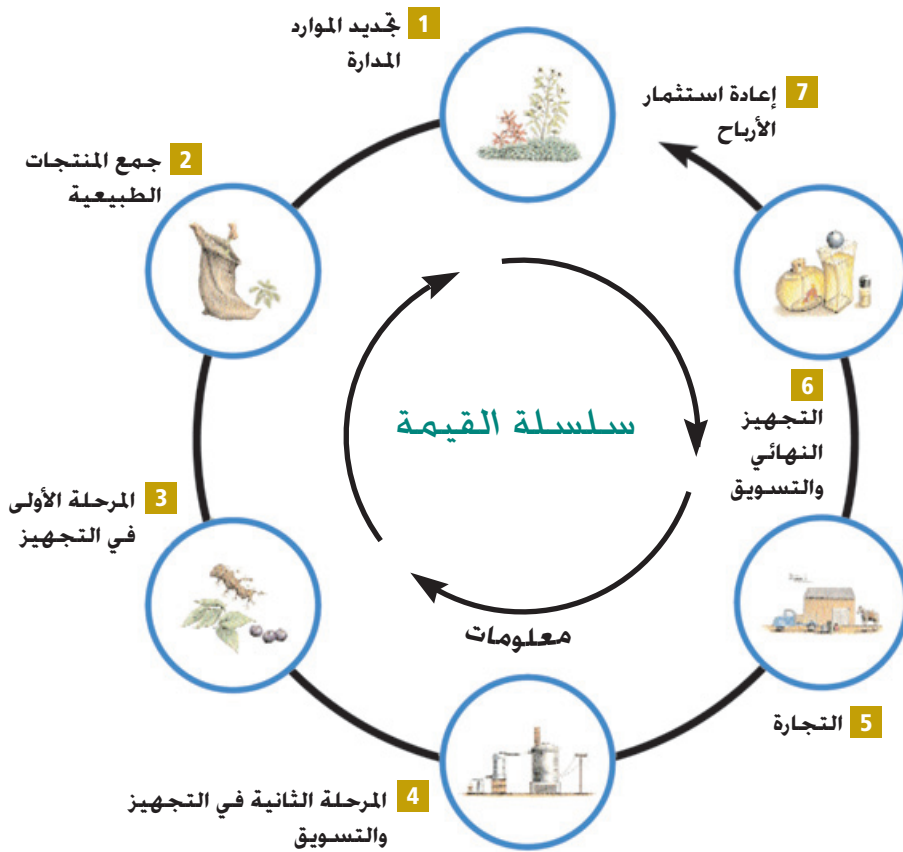 1 تجديد الموارد
المدارة
2 جمع المنتجات
الطبيعية
3 المرحلة الأولى
في التجهيز
4 المرحلة الثانية في التجهيز
والتسويق
5 التجارة
6
التجهيز
النهائي
والتسويق
7 إعادة استثمار
الأرباح
سلسلة القيمة
معلومات